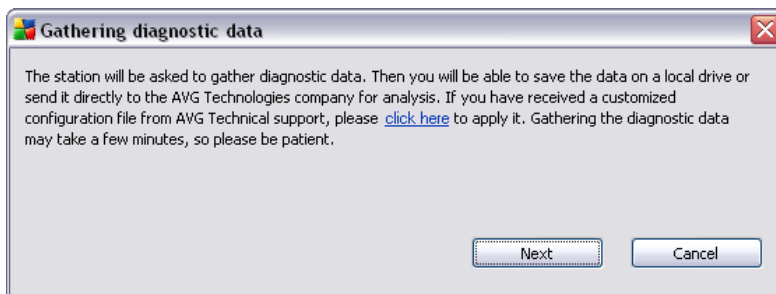 Gathering diagnostic data
The station will be asked to gather diagnostic data. Then you will be able to save the data on a local drive or
send it directly to the AVG Technologies company for analysis. If you have received a customized
configuration file from AVG Technical support, please click here to apply it. Gathering the diagnostic data
may take a few minutes, so please be patient.
Next Cancel